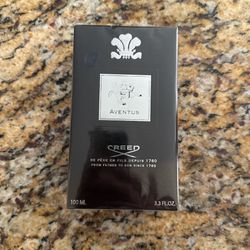 AVENTUS
CREED
DE PÈRE EN FILS DEPUIS 1760
FROM FATHER TO SON SINCE 1760
100 ML
3.3 FL.OZ.